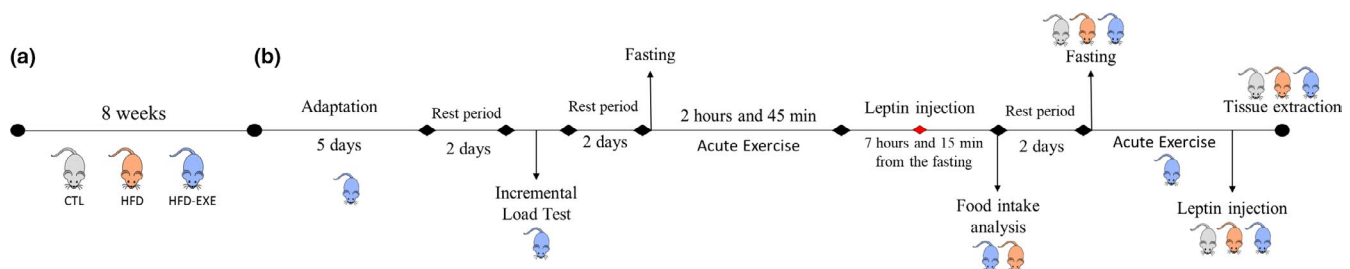 (a)
8 weeks
CTL
HFD
HFD-EXE
(b)
Adaptation
5 days
Rest period
2 days
Incremental
Load Test
Rest period
2 days
Fasting
2 hours and 45 min
Acute Exercise
Leptin injection
7 hours and 15 min
from the fasting
Food intake
analysis
Rest period
2 days
Fasting
Acute Exercise
Leptin injection
Tissue extraction